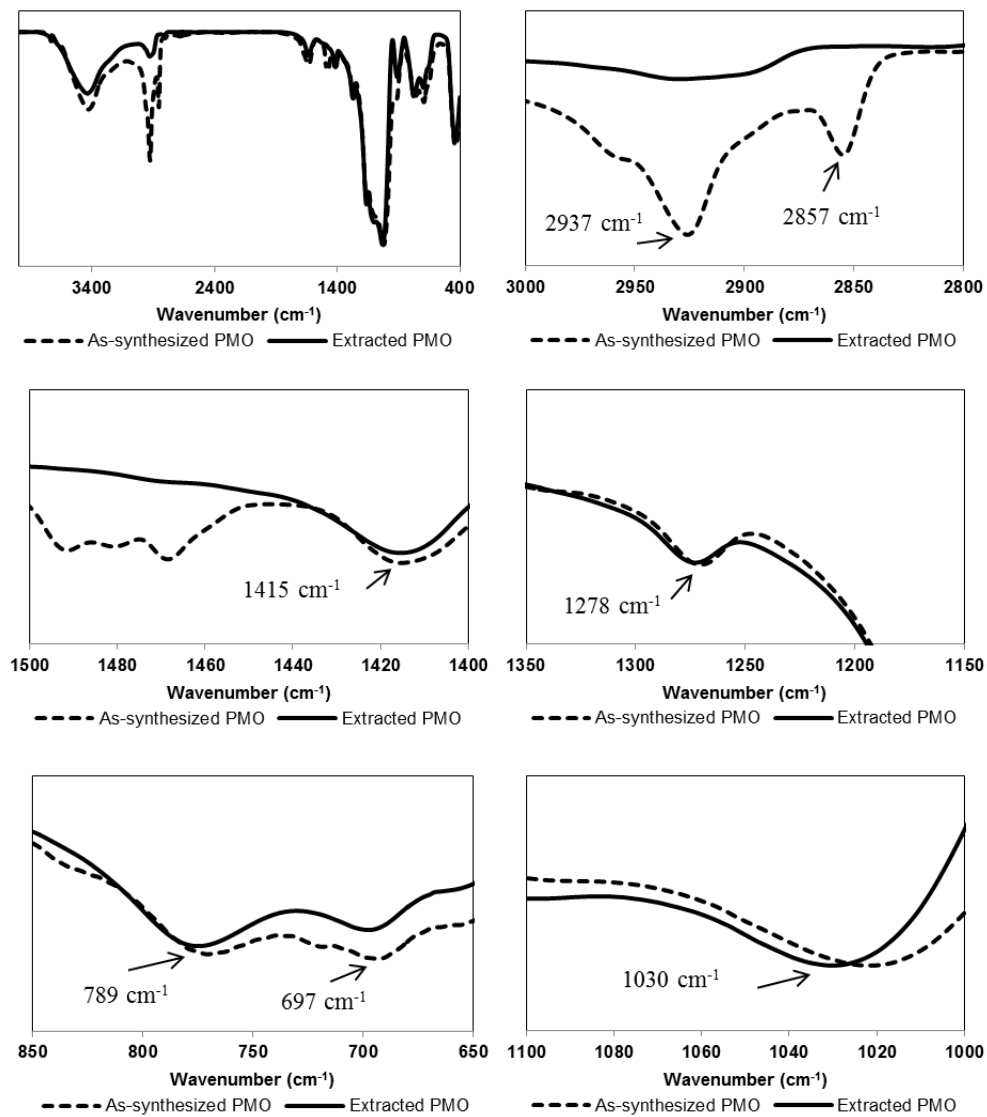 3400 2400 1400 400
Wavenumber (cm-1)
As-synthesized PMO Extracted PMO
2937 cm-1
2857 cm-1
3000 2950 2900 2850 2800
Wavenumber (cm-1)
As-synthesized PMO Extracted PMO
1415 cm-1
1500 1480 1460 1440 1420 1400
Wavenumber (cm-1)
As-synthesized PMO Extracted PMO
1278 cm-1
1350 1300 1250 1200 1150
Wavenumber (cm-1)
As-synthesized PMO Extracted PMO
789 cm-1
697 cm-1
850 800 750 700 650
Wavenumber (cm-1)
As-synthesized PMO Extracted PMO
1030 cm-1
1100 1080 1060 1040 1020 1000
Wavenumber (cm-1)
As-synthesized PMO Extracted PMO